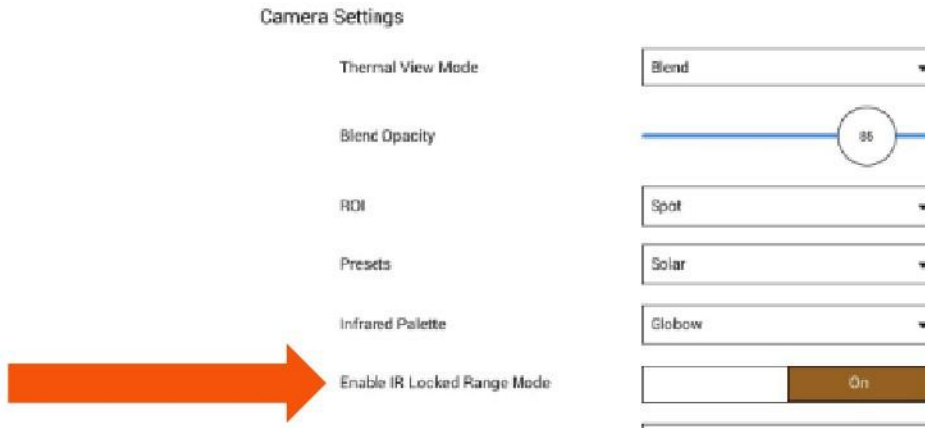 Camera Settings
Thermal View Mode Blend
Blend Opacity 85
ROI Spot
Presets Solar
Infrared Palette Globow
Enable IR Locked Range Mode On